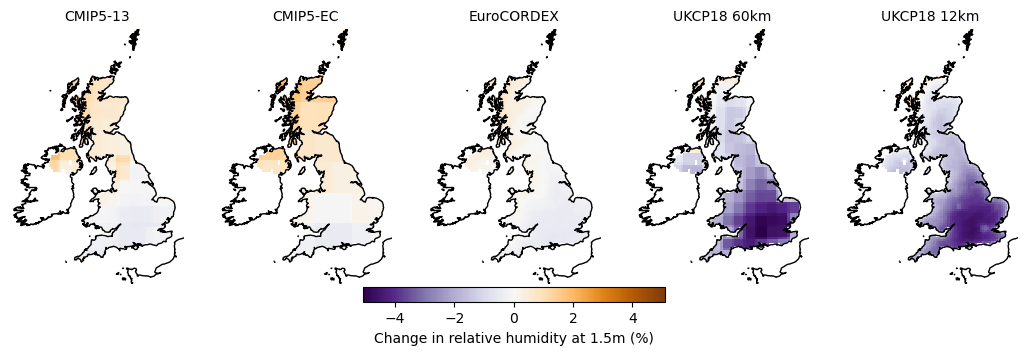 CMIP5-13 CMIP5-EC EuroCORDEX UKCP18 60km UKCP18 12km
−4 −2 0 2 4
Change in relative humidity at 1.5m (%)